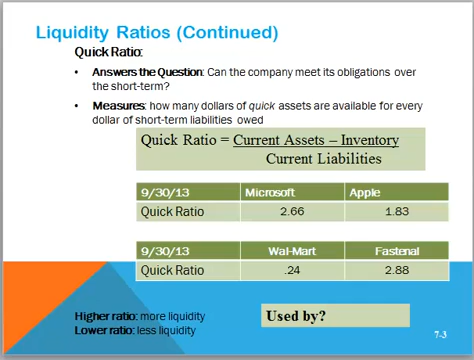 Liquidity Ratios (Continued)
Quick Ratio:
• Answers the Question: Can the company meet its obligations over
the short-term?
• Measures: how many dollars of quick assets are available for every
dollar of short-term liabilities owed
Quick Ratio = Current Assets – Inventory
Current Liabilities
9/30/13 Microsoft Apple
Quick Ratio 2.66 1.83
9/30/13 Wal-Mart Fastenal
Quick Ratio .24 2.88
Higher ratio: more liquidity
Lower ratio: less liquidity
Used by?
7-3